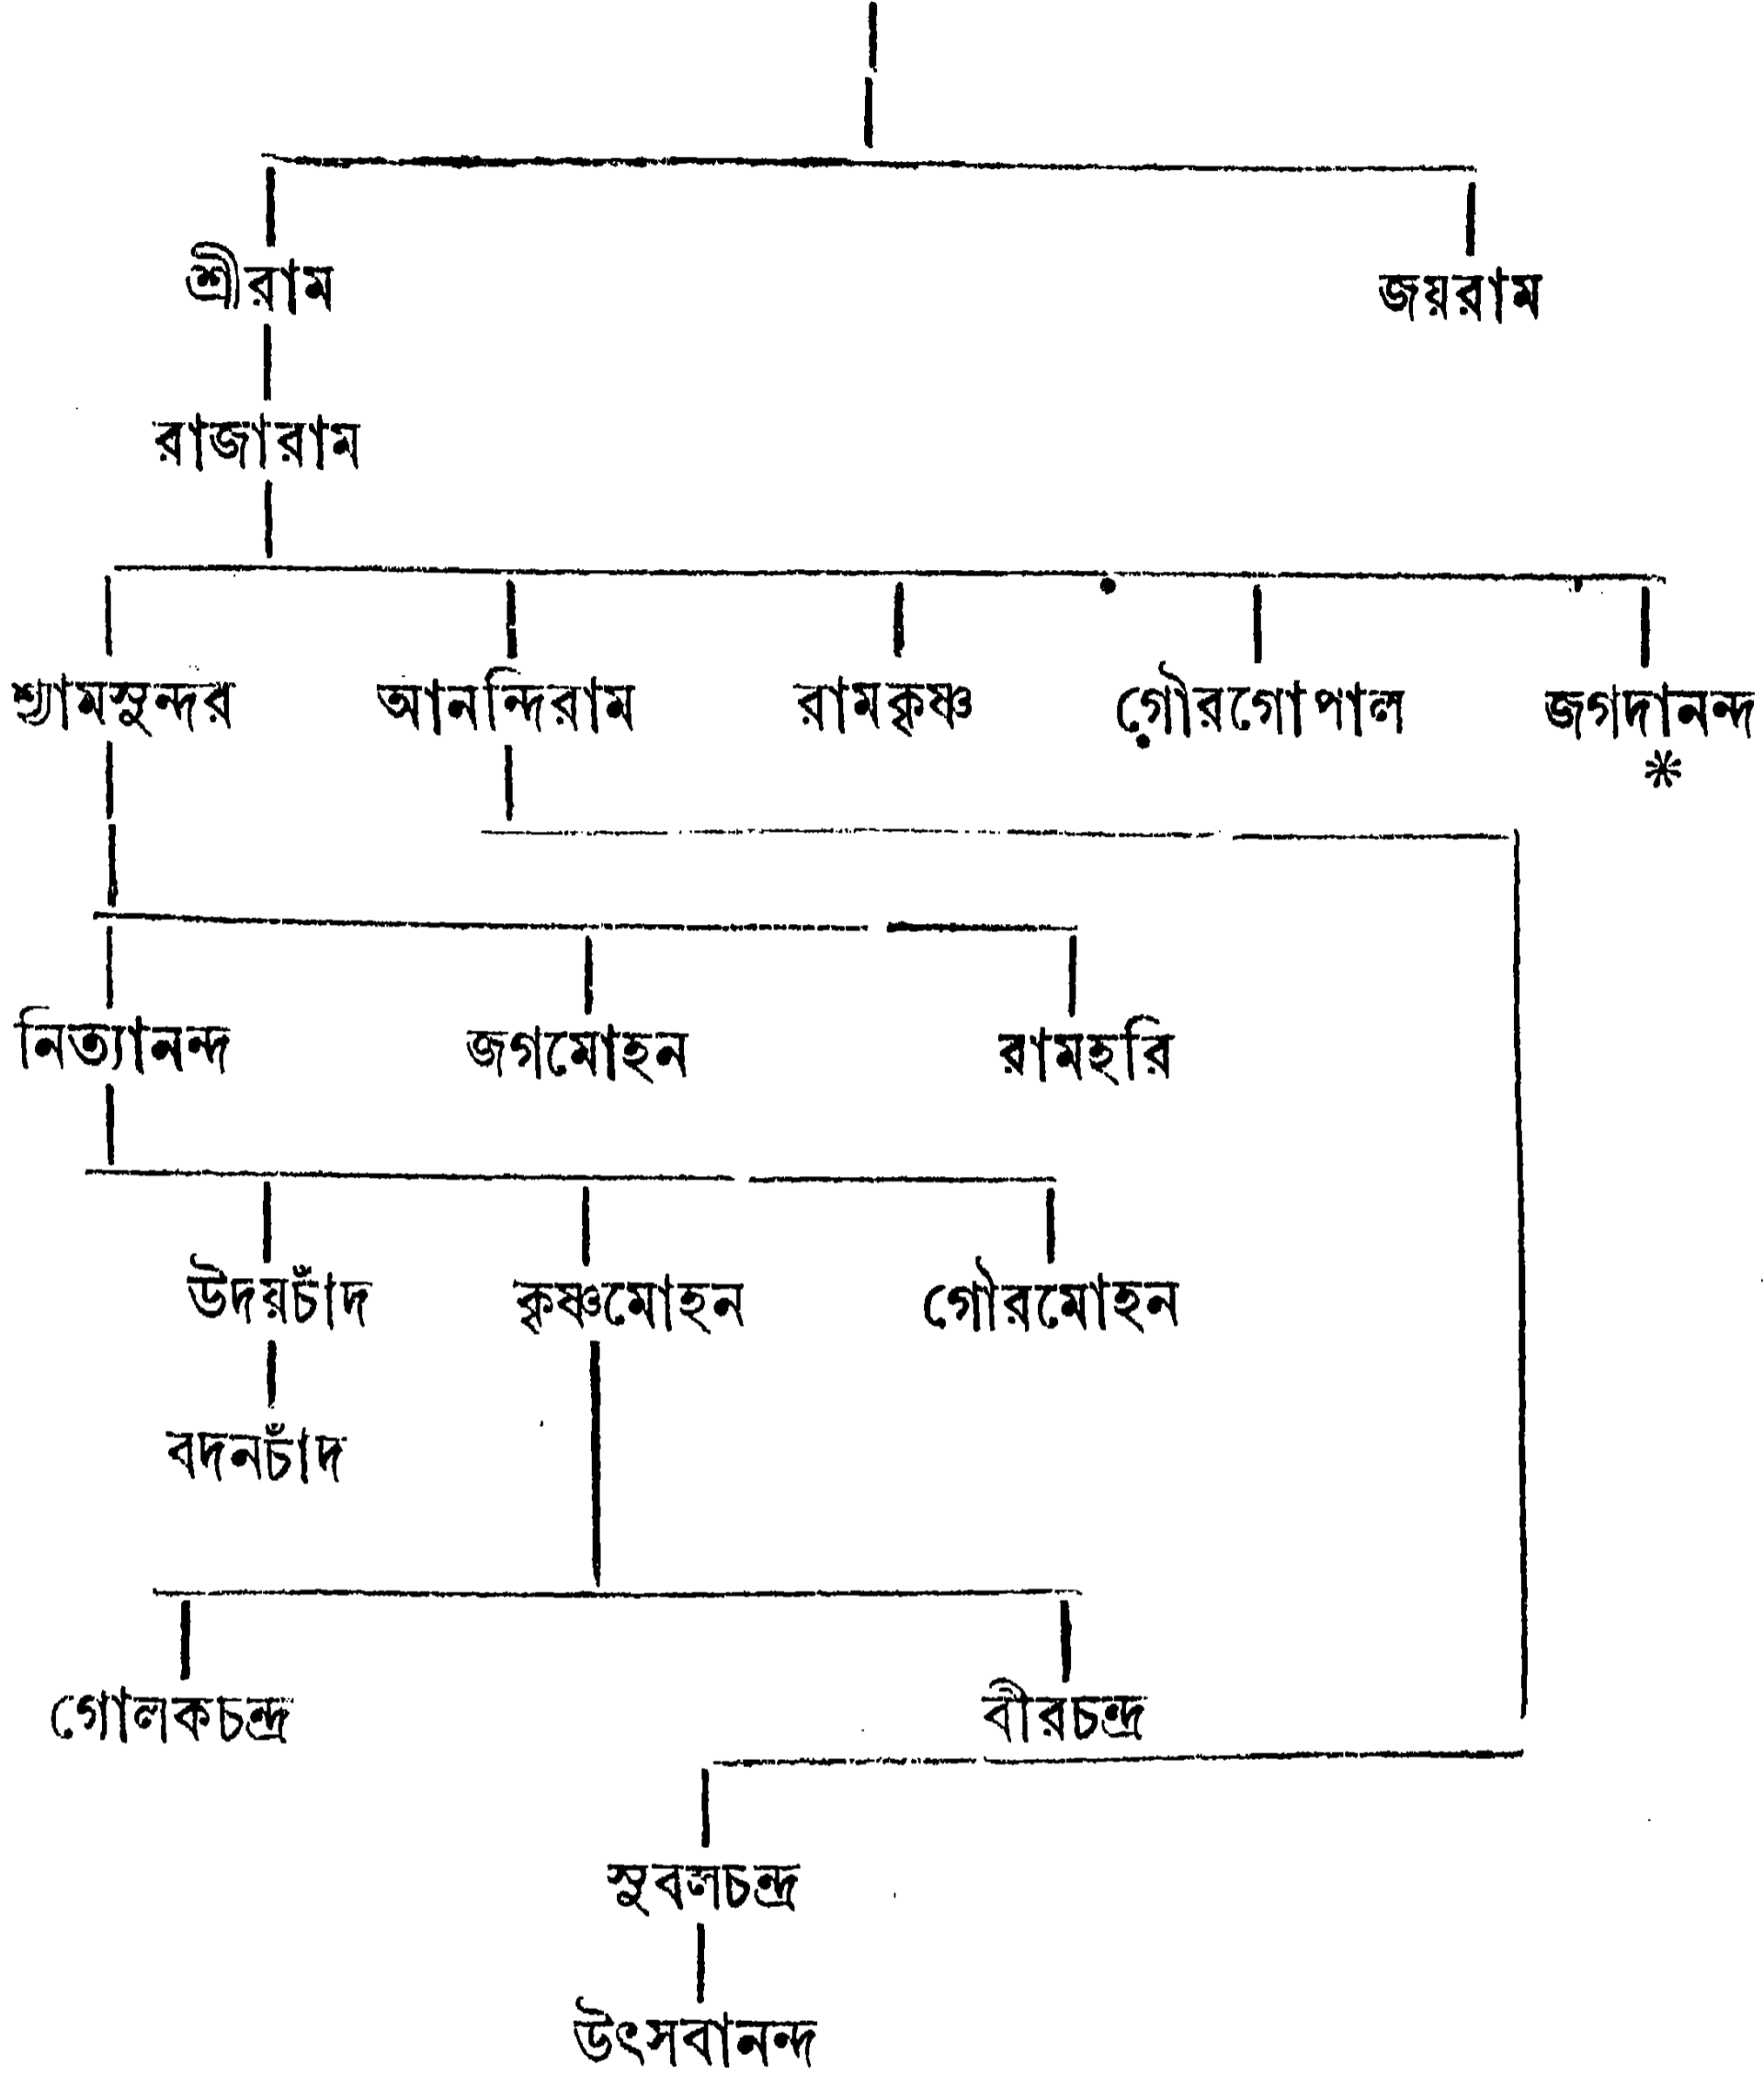 শ্রীরাম জয়রাম
রাজারাম
শ্যামসুন্দর আনন্দিরাম রামকৃষ্ণ গৌরগোপাল জগদানন্দ
*
নিত্যানন্দ জগমোহন রামহরি
উদয়চাঁদ কৃষ্ণমোহন গৌরমোহন
বদনচাঁদ
গোলকচন্দ্র বীরচন্দ্র
সুবলচন্দ্র
উৎসবানন্দ